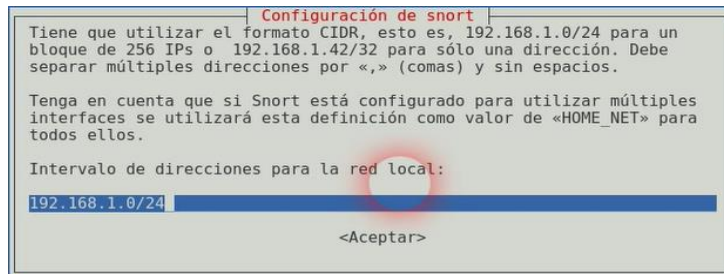 Configuración de snort
Tiene que utilizar el formato CIDR, esto es, 192.168.1.0/24 para un
bloque de 256 IPs o  192.168.1.42/32 para sólo una dirección. Debe
separar múltiples direcciones por «,» (comas) y sin espacios.
Tenga en cuenta que si Snort está configurado para utilizar múltiples
interfaces se utilizará esta definición como valor de «HOME_NET» para
todos ellos.
Intervalo de direcciones para la red local:
192.168.1.0/24
<Aceptar>